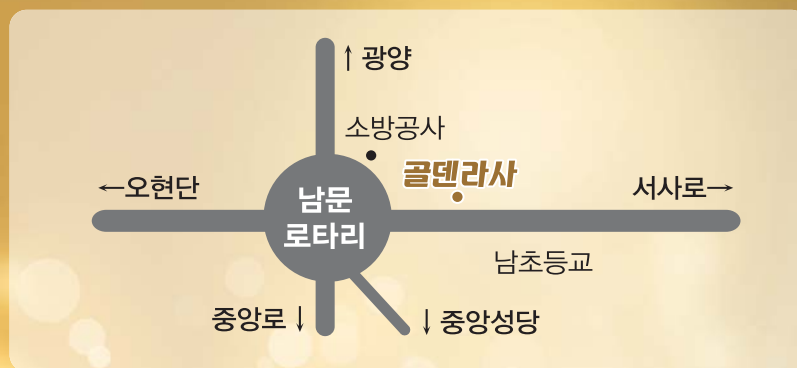 ↑ 광양
소방공사
골덴라사
←오현단
남문
로타리
서사로→
남초등교
중앙로 ↓
↓ 중앙성당